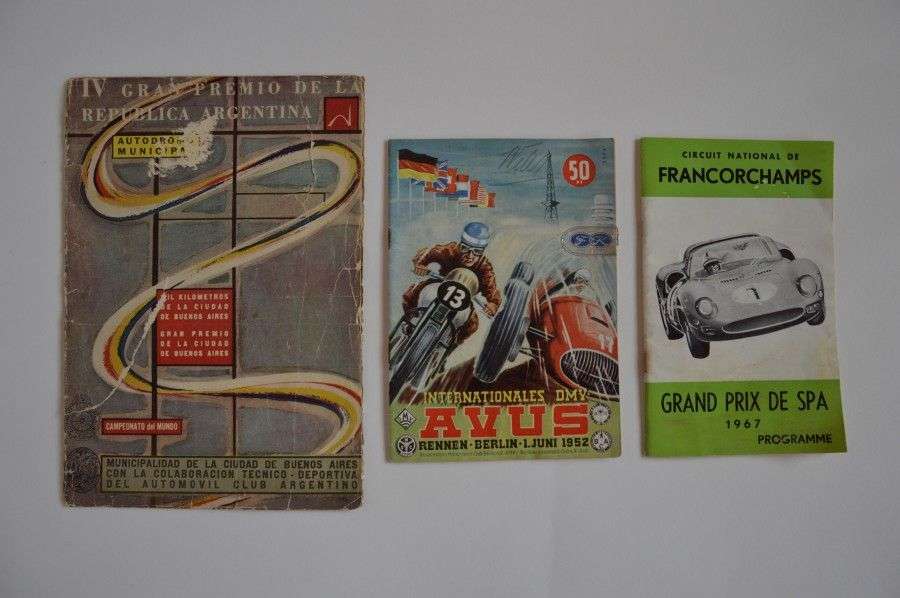 IV GRAN PREMIO DE LA
REPUBLICA ARGENTINA
AUTODRO
MUNICIPA
MIL KILOMETROS
DE LA CIUDAD
DE BUENOS AIRES
GRAN PREMIO
DE LA CIUDAD
DE BUENOS AIRES
CAMPEONATO del MUNDO
MUNICIPALIDAD DE LA CIUDAD DE BUENOS AIRES
CON LA COLABORACION TECNICO-DEPORTIVA
DEL AUTOMOVIL CLUB ARGENTINO
50
13
17
INTERNATIONALES DMV
AVUS
RENNEN-BERLIN-1.JUNI 1952
CIRCUIT NATIONAL DE
FRANCORCHAMPS
1
GRAND PRIX DE SPA
1967
PROGRAMME